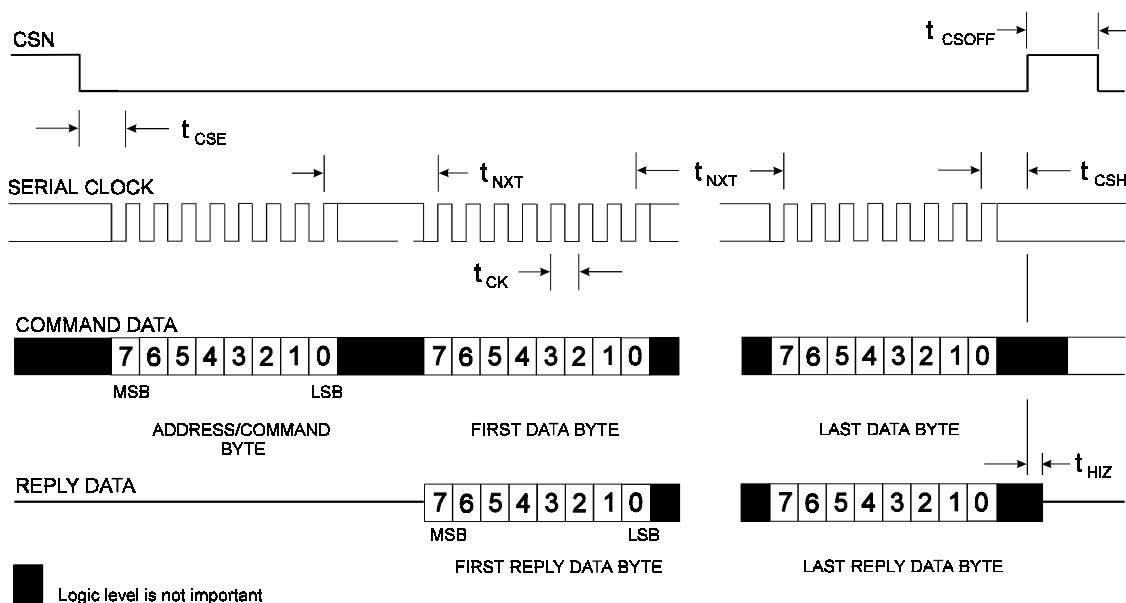 CSN
t CSOFF
t CSE
t NXT
t NXT
t CSH
SERIAL CLOCK
t CK
COMMAND DATA
7 6 5 4 3 2 1 0
7 6 5 4 3 2 1 0
7 6 5 4 3 2 1 0
MSB
LSB
ADDRESS/COMMAND
BYTE
FIRST DATA BYTE
LAST DATA BYTE
t HIZ
REPLY DATA
7 6 5 4 3 2 1 0
7 6 5 4 3 2 1 0
MSB
LSB
FIRST REPLY DATA BYTE
LAST REPLY DATA BYTE
Logic level is not important